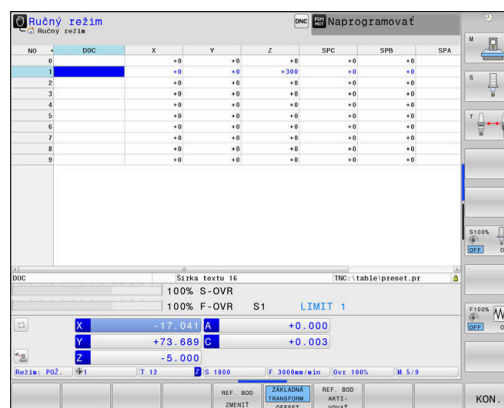 Ručný režim
Ručný režim
DNC
Naprogramovať
NO DOC X Y Z SPC SPB SPA
0 +0 +0 +0 +0 +0
1 +0 +0 +300 +0 +0
2 +0 +0 +0 +0 +0
3 +0 +0 +0 +0 +0
4 +0 +0 +0 +0 +0
5 +0 +0 +0 +0 +0
6 +0 +0 +0 +0 +0
7 +0 +0 +0 +0 +0
8 +0 +0 +0 +0 +0
9 +0 +0 +0 +0 +0
DOC Šírka textu 16 TNC:\table\preset.pr
100% S-OVR
100% F-OVR S1 LIMIT 1
X -17.041 A +0.000
Y +73.689 C +0.003
Z -5.000
Režim: POŽ. 1 T 12 Z S 1800 F 3000mm/min Ovr 100% M 5/9
REF. BOD
ZMENIŤ
ZÁKLADNÁ
TRANSFORM.
OFFSET
REF. BOD
AKTI-
VOVAŤ
KON.
M
S
T
S100%
OFF
F100%
OFF